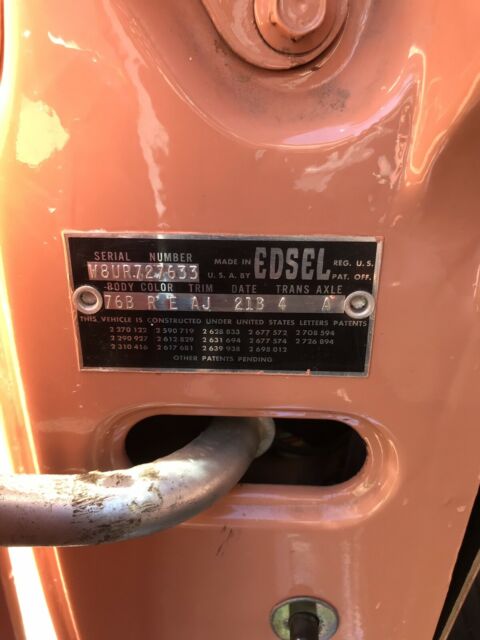 SERIAL NUMBER MADE IN EDSEL REG. U.S.
W8UR727633 U.S.A. BY PAT. OFF.
BODY COLOR TRIM DATE TRANS AXLE
76B R E AJ 21B 4 A
THIS VEHICLE IS CONSTRUCTED UNDER UNITED STATES LETTERS PATENTS
2 270 122 2 590 719 2 628 833 2 677 572 2 708 594
2 290 927 2 612 829 2 631 694 2 677 574 2 726 894
2 310 416 2 617 681 2 639 938 2 698 012
OTHER PATENTS PENDING